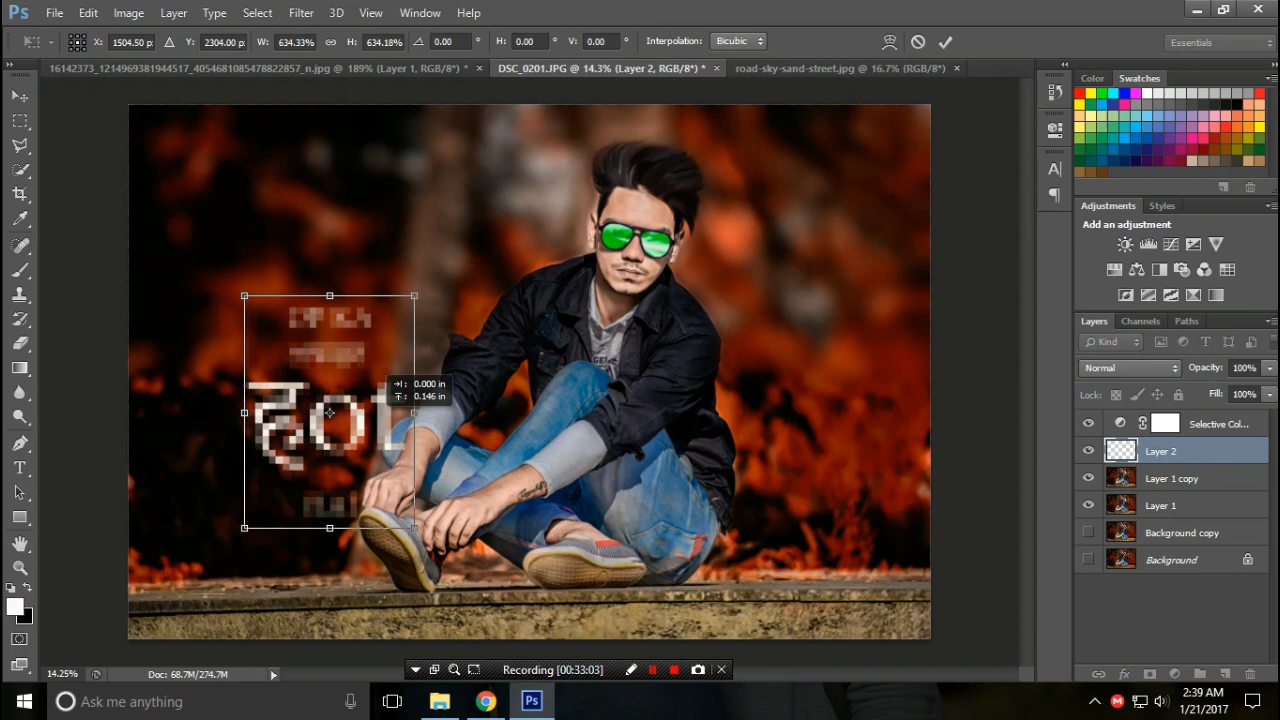 Ps File Edit Image Layer Type Select Filter 3D View Window Help
X: 1504.50 px Y: 2304.00 px W: 634.33% H: 634.18% 0.00 ° H: 0.00 ° V: 0.00 ° Interpolation: Bicubic Essentials
16142373_1214969381944517_4054681085478822857_n.jpg @ 189% (Layer 1, RGB/8*) * × DSC_0201.JPG @ 14.3% (Layer 2, RGB/8*) * × road-sky-sand-street.jpg @ 16.7% (RGB/8*) ×
Color Swatches
Adjustments Styles
Add an adjustment
Layers Channels Paths
Kind
Normal Opacity: 100%
Lock: Fill: 100%
Selective Col...
Layer 2
Layer 1 copy
Layer 1
Background copy
Background
0.000 in
0.146 in
14.25% Doc: 68.7M/274.7M
Recording [00:33:03]
Ask me anything
2:39 AM
1/21/2017